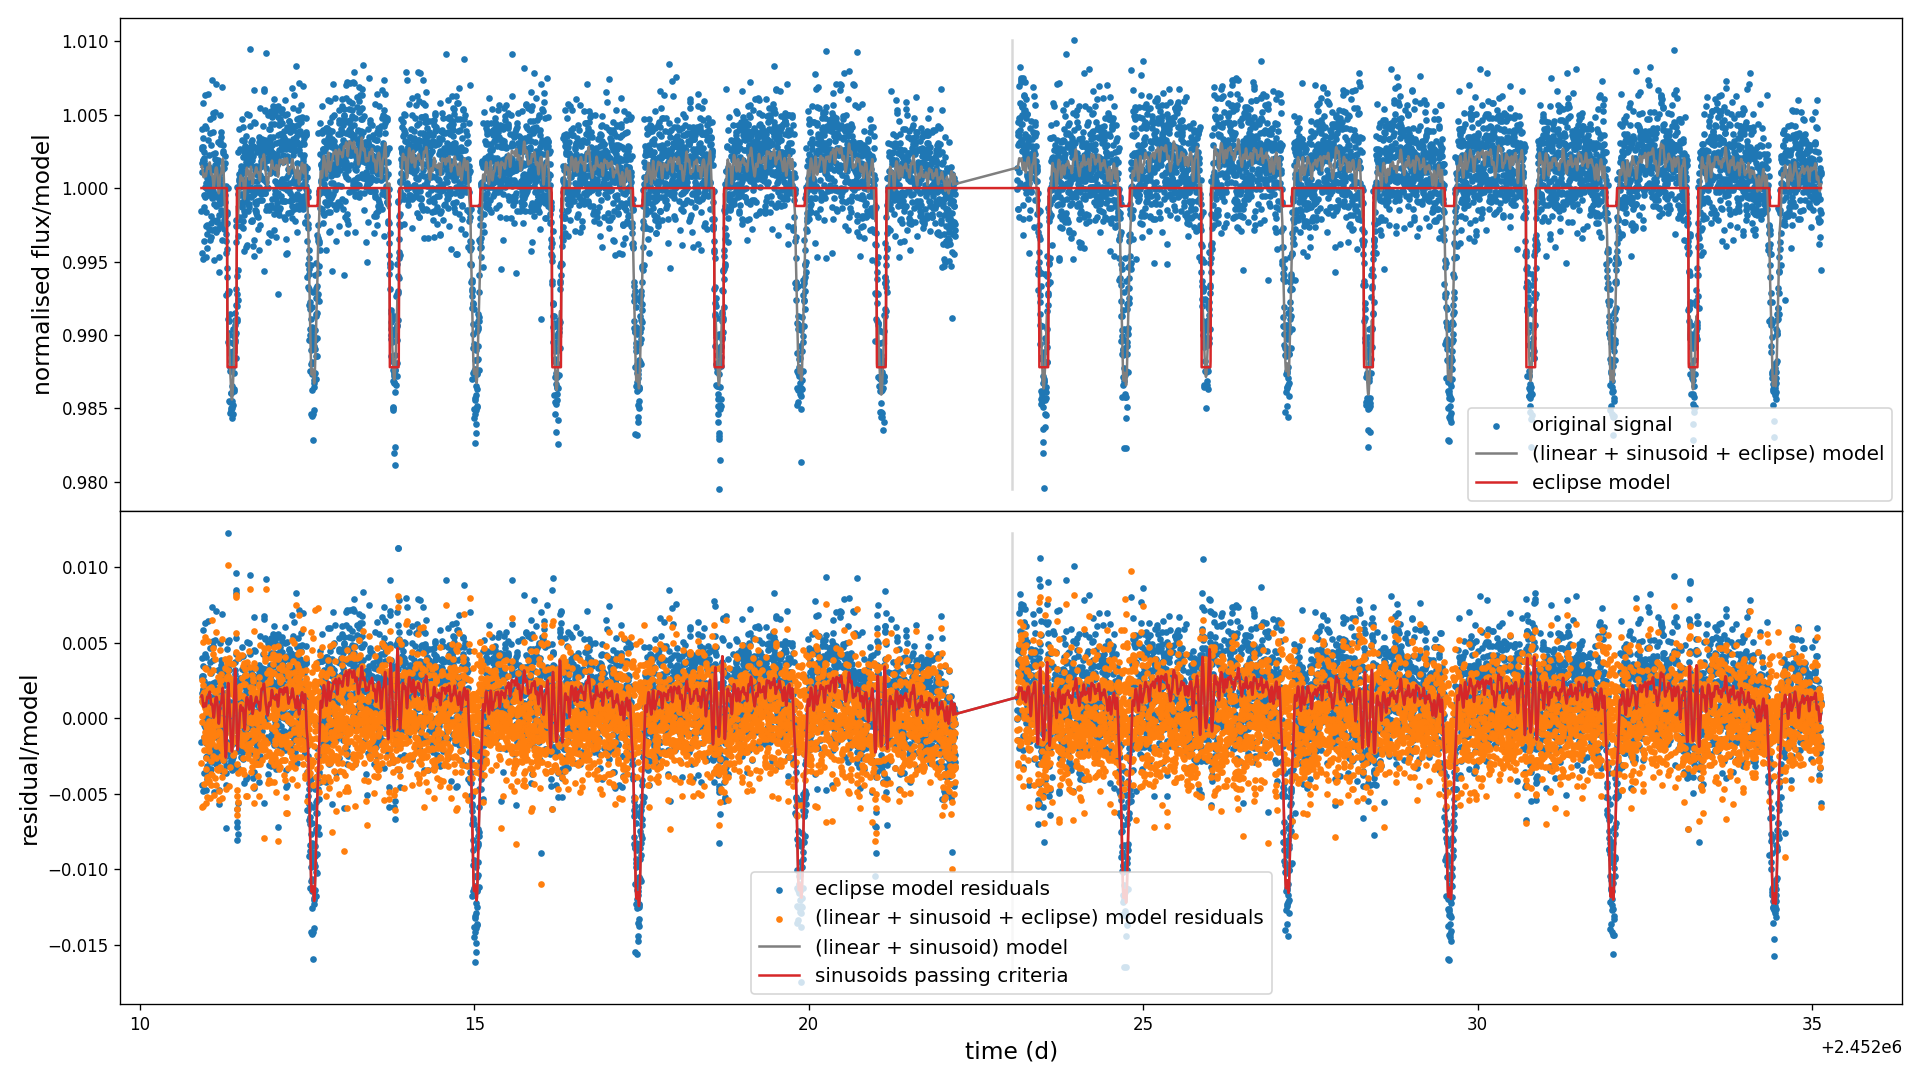 1.010
1.005
1.000
0.995
0.990
0.985
0.980
normalised flux/model
original signal
(linear + sinusoid + eclipse) model
eclipse model
0.010
0.005
0.000
−0.005
−0.010
−0.015
residual/model
eclipse model residuals
(linear + sinusoid + eclipse) model residuals
(linear + sinusoid) model
sinusoids passing criteria
10
15
20
25
30
35
time (d)
+2.452e6